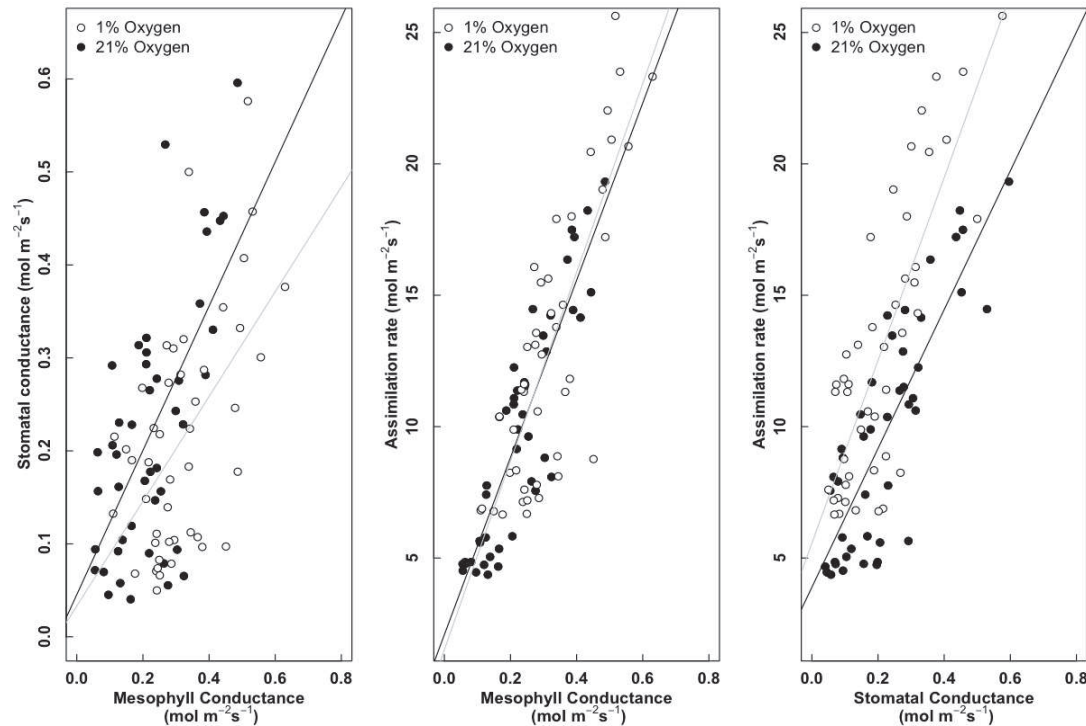 1% Oxygen
21% Oxygen
Stomatal conductance (mol m⁻²s⁻¹)
0.0 0.1 0.2 0.3 0.4 0.5 0.6
0.0 0.2 0.4 0.6 0.8
Mesophyll Conductance
(mol m⁻²s⁻¹)
1% Oxygen
21% Oxygen
Assimilation rate (mol m⁻²s⁻¹)
5 10 15 20 25
0.0 0.2 0.4 0.6 0.8
Mesophyll Conductance
(mol m⁻²s⁻¹)
1% Oxygen
21% Oxygen
Assimilation rate (mol m⁻²s⁻¹)
5 10 15 20 25
0.0 0.2 0.4 0.6 0.8
Stomatal Conductance
(mol m⁻²s⁻¹)